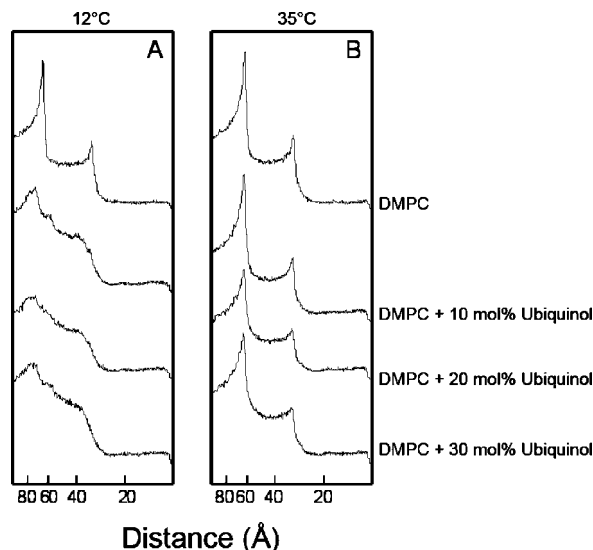 12°C 35°C
A B
DMPC
DMPC + 10 mol% Ubiquinol
DMPC + 20 mol% Ubiquinol
DMPC + 30 mol% Ubiquinol
80 60 40 20 80 60 40 20
Distance (Å)